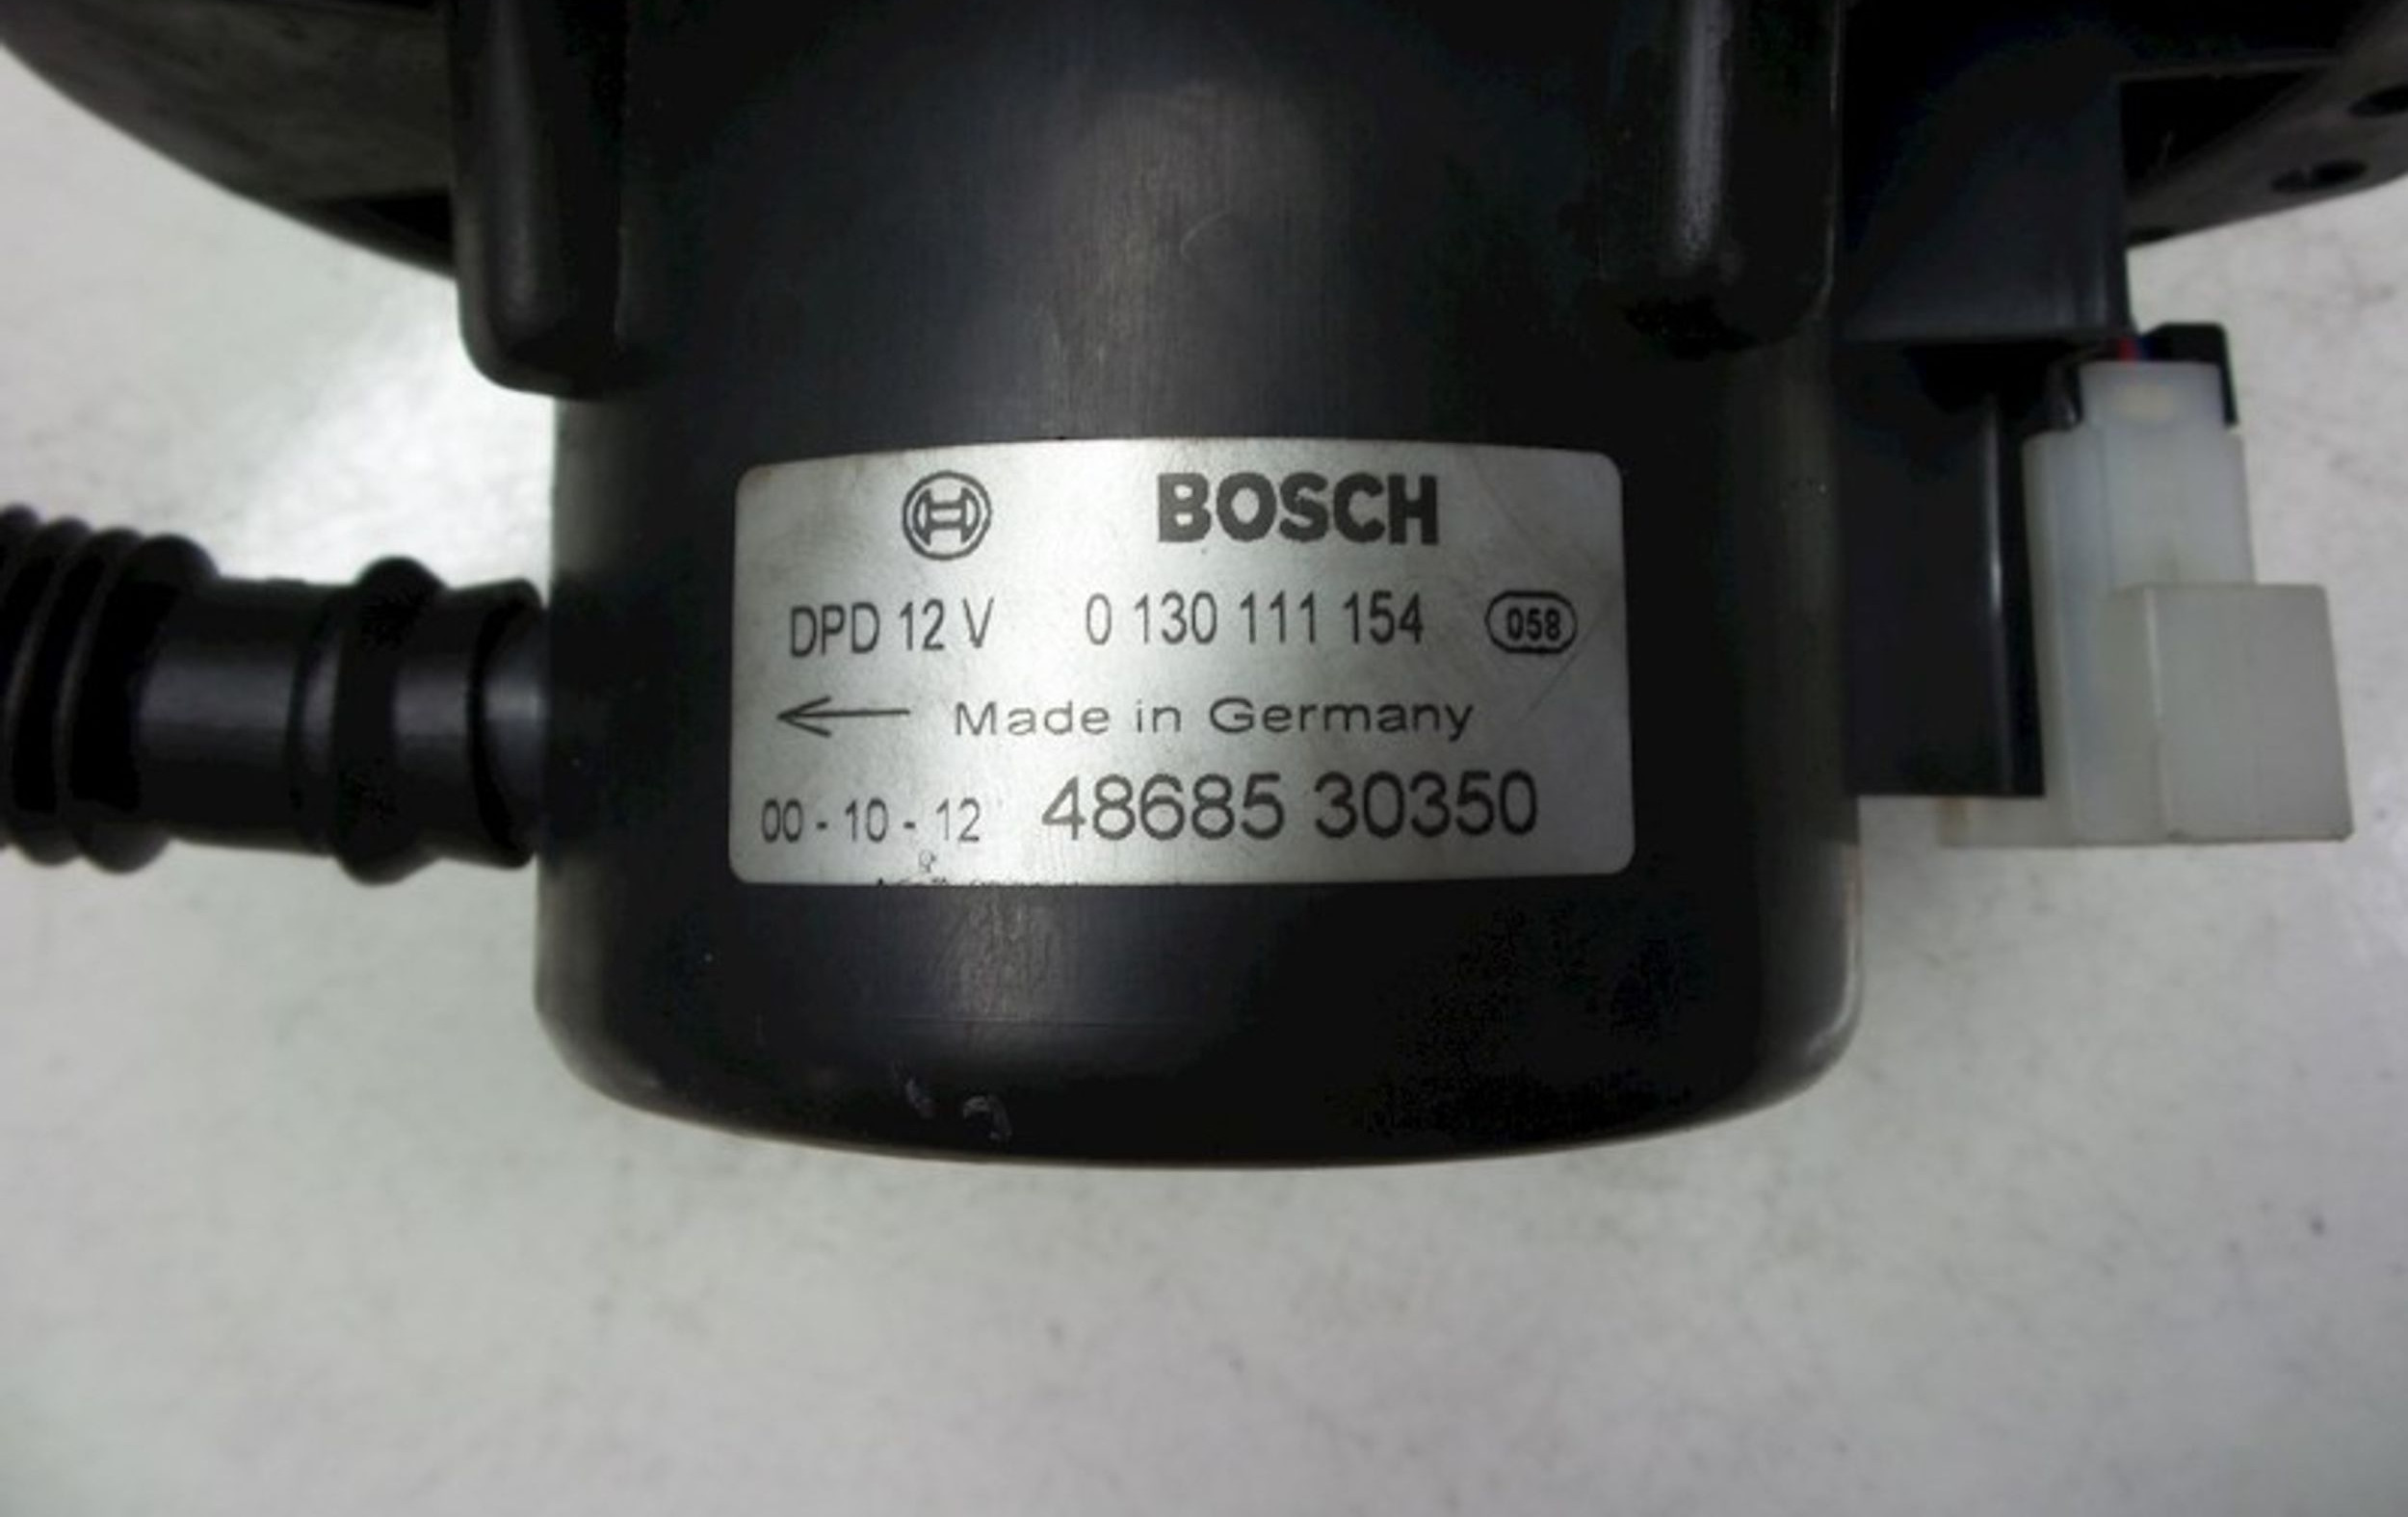 BOSCH
DPD 12 V 0 130 111 154 058
Made in Germany
00 - 10 - 12 48685 30350